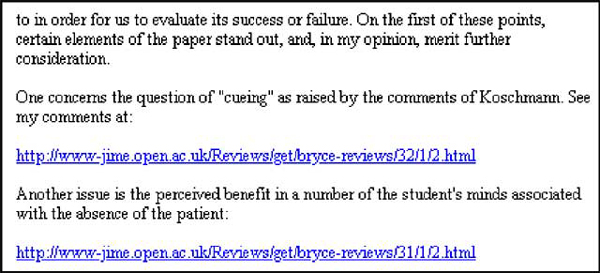 to in order for us to evaluate its success or failure. On the first of these points,
certain elements of the paper stand out, and, in my opinion, merit further
consideration.
One concerns the question of "cueing" as raised by the comments of Koschmann. See
my comments at:
http://www-jime.open.ac.uk/Reviews/get/bryce-reviews/32/1/2.html
Another issue is the perceived benefit in a number of the student's minds associated
with the absence of the patient:
http://www-jime.open.ac.uk/Reviews/get/bryce-reviews/31/1/2.html